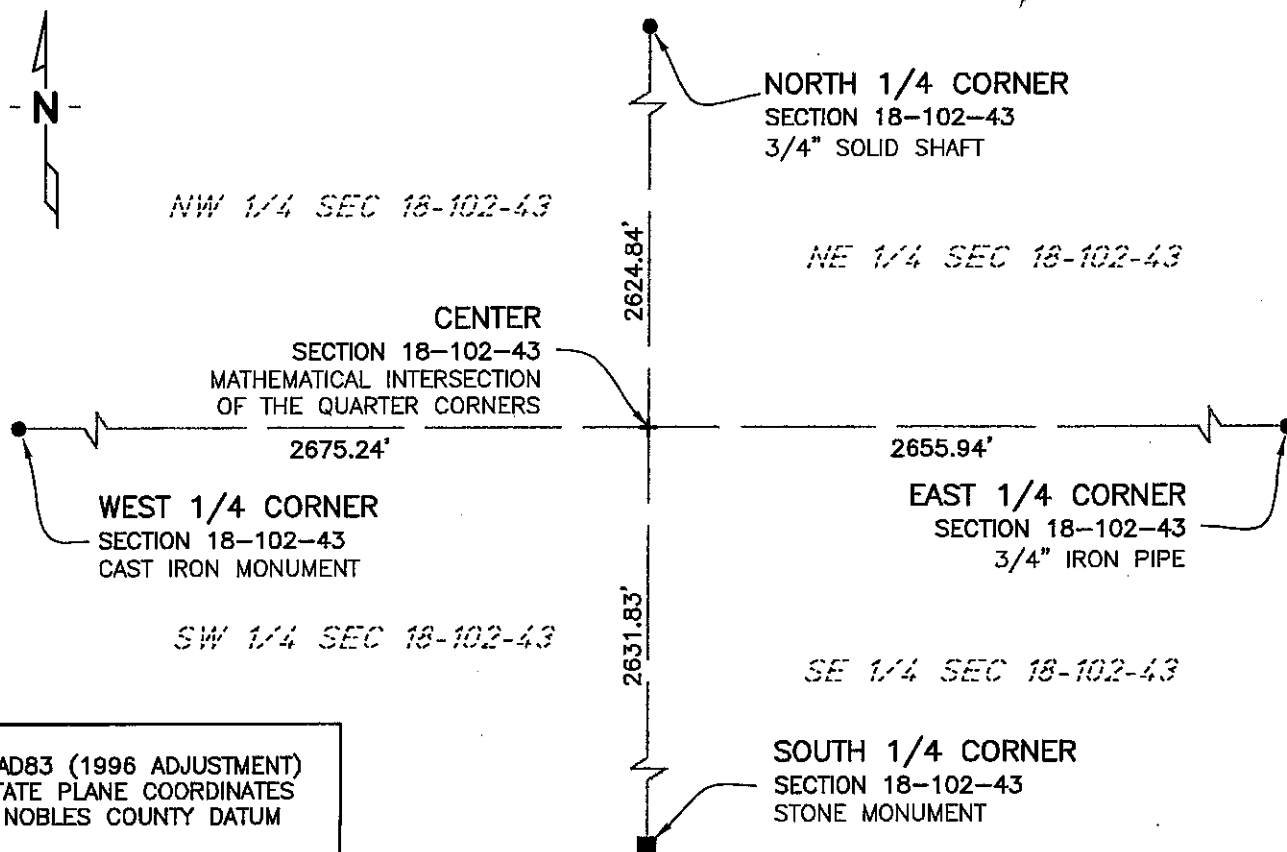 N
NORTH 1/4 CORNER
SECTION 18-102-43
3/4" SOLID SHAFT
NW 1/4 SEC 18-102-43
NE 1/4 SEC 18-102-43
2624.84'
CENTER
SECTION 18-102-43
MATHEMATICAL INTERSECTION
OF THE QUARTER CORNERS
2675.24'
2655.94'
WEST 1/4 CORNER
SECTION 18-102-43
CAST IRON MONUMENT
EAST 1/4 CORNER
SECTION 18-102-43
3/4" IRON PIPE
2631.83'
SW 1/4 SEC 18-102-43
SE 1/4 SEC 18-102-43
SOUTH 1/4 CORNER
SECTION 18-102-43
STONE MONUMENT
AD83 (1996 ADJUSTMENT)
TATE PLANE COORDINATES
NOBLES COUNTY DATUM